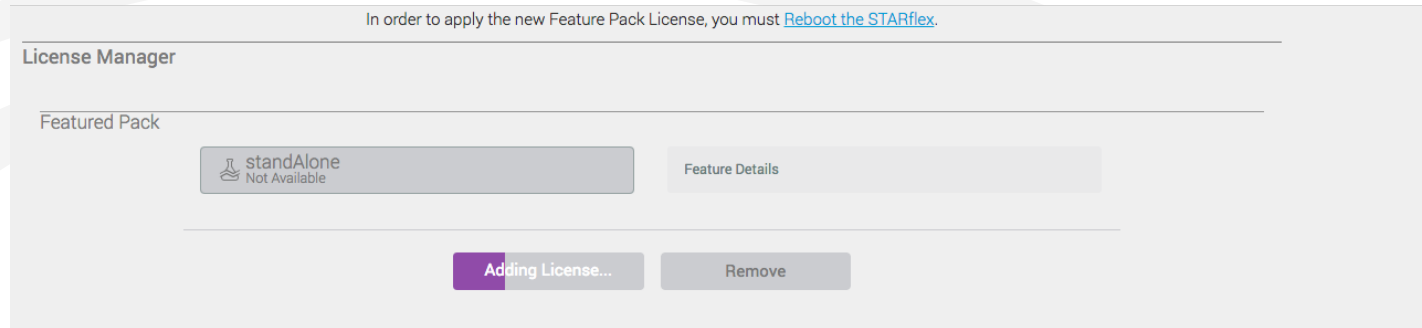 In order to apply the new Feature Pack License, you must Reboot the STARflex.
License Manager
Featured Pack
standAlone
Not Available
Feature Details
Adding License...
Remove